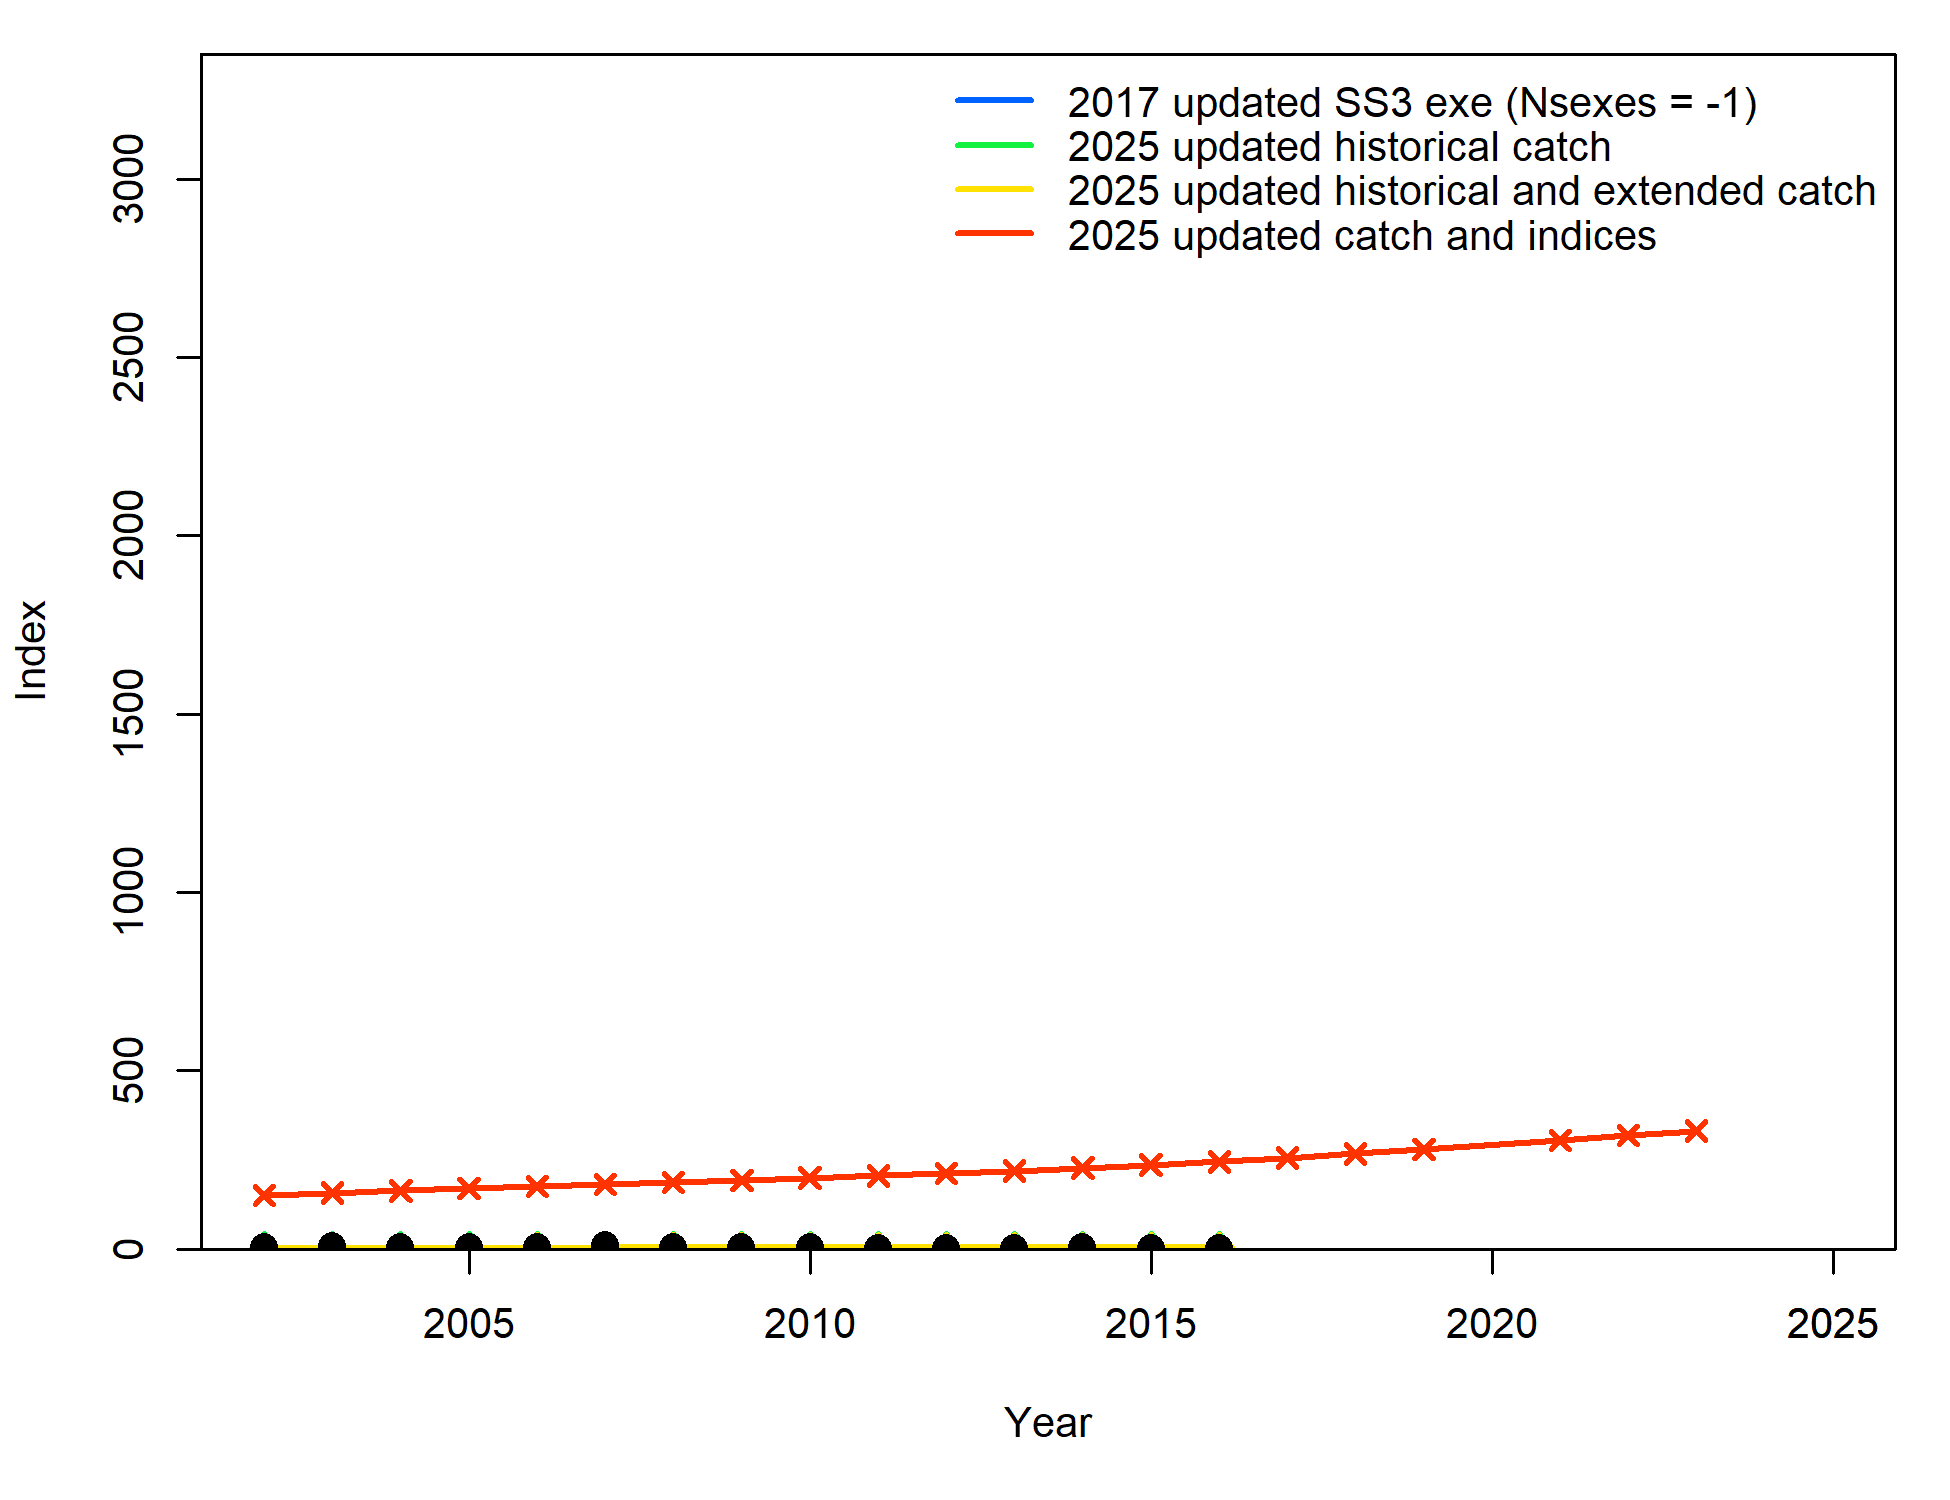 2017 updated SS3 exe (Nsexes = -1)
2025 updated historical catch
2025 updated historical and extended catch
2025 updated catch and indices
3000
2500
2000
1500
1000
500
0
Index
2005
2010
2015
2020
2025
Year